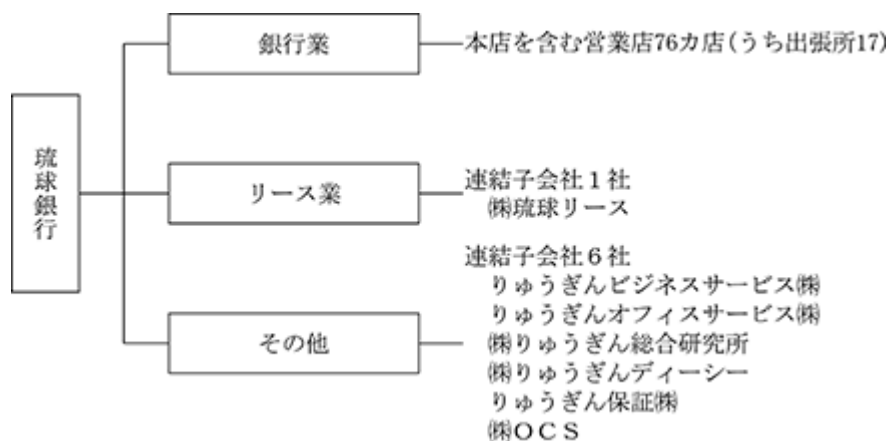 琉球銀行
銀行業
本店を含む営業店76カ店(うち出張所17)
リース業
連結子会社1社
㈱琉球リース
その他
連結子会社6社
りゅうぎんビジネスサービス㈱
りゅうぎんオフィスサービス㈱
㈱りゅうぎん総合研究所
㈱りゅうぎんディーシー
りゅうぎん保証㈱
㈱OCS